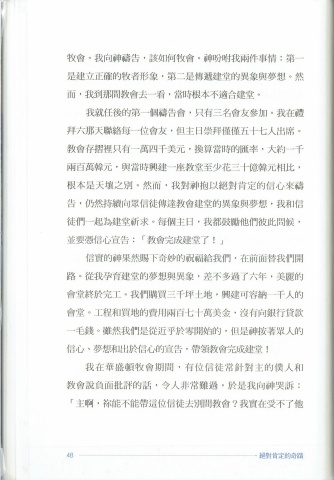 牧會。我向神禱告，該如何牧會。神吩咐我兩件事情：第一
是建立正確的牧者形象，第二是傳遞建堂的異象與夢想。然
而，我到那間教會去一看，當時根本不適合建堂。
我就任後的第一個禱告會，只有三名會友參加。我在禮
拜六那天聯絡每一位會友，但主日崇拜僅僅五十七人出席。
教會存摺裡只有一萬四千美元，換算當時的匯率，大約一千
兩百萬韓元，與當時興建一座教堂至少花三十億韓元相比，
根本是天壤之別。然而，我對神抱以絕對肯定的信心來禱
告，仍然持續向眾信徒傳達教會建堂的異象與夢想，我和信
徒們一起為建堂祈求。每個主日，我都鼓勵他們彼此問候，
並要憑信心宣告：「教會完成建堂了！」
信實的神果然賜下奇妙的祝福給我們，在前面替我們開
路。從我孕育建堂的夢想與異象，差不多過了六年，美麗的
會堂終於完工。我們購買三千坪土地，興建可容納一千人的
會堂。工程和買地的費用兩百七十萬美金，沒有向銀行貸款
一毛錢。雖然我們是從近乎於零開始的，但是神按著眾人的
信心、夢想和出於信心的宣告，帶領教會完成建堂！
我在華盛頓牧會期間，有位信徒常針對主的僕人和
教會說負面批評的話，令人非常難過，於是我向神哭訴：
「主啊，祢能不能帶這位信徒去別間教會？我實在受不了他
48 絕對肯定的奇蹟